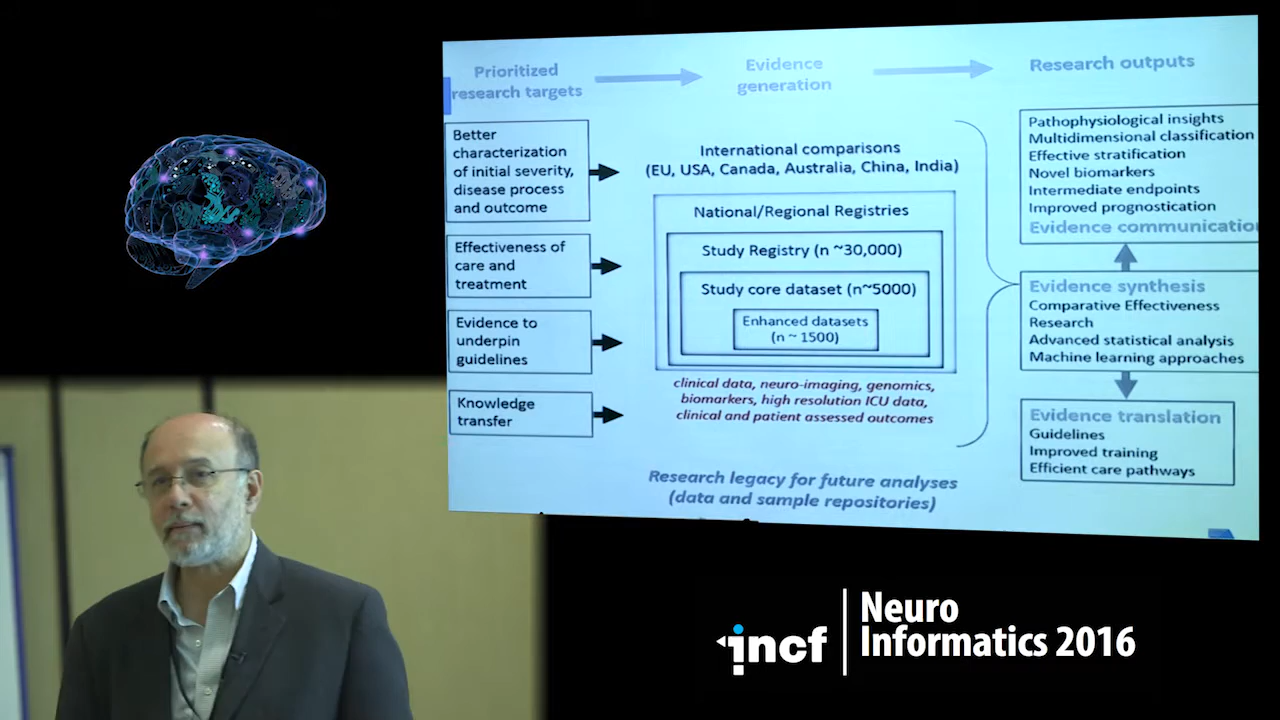 Prioritized
research targets
Evidence
generation
Research outputs
Better
characterization
of initial severity,
disease process
and outcome
Effectiveness of
care and
treatment
Evidence to
underpin
guidelines
Knowledge
transfer
International comparisons
(EU, USA, Canada, Australia, China, India)
National/Regional Registries
Study Registry (n ~30,000)
Study core dataset (n~5000)
Enhanced datasets
(n ~ 1500)
clinical data, neuro-imaging, genomics,
biomarkers, high resolution ICU data,
clinical and patient assessed outcomes
Research legacy for future analyses
(data and sample repositories)
Pathophysiological insights
Multidimensional classification
Effective stratification
Novel biomarkers
Intermediate endpoints
Improved prognostication
Evidence communicatio
Evidence synthesis
Comparative Effectiveness
Research
Advanced statistical analysis
Machine learning approaches
Evidence translation
Guidelines
Improved training
Efficient care pathways
incf
Neuro
Informatics 2016